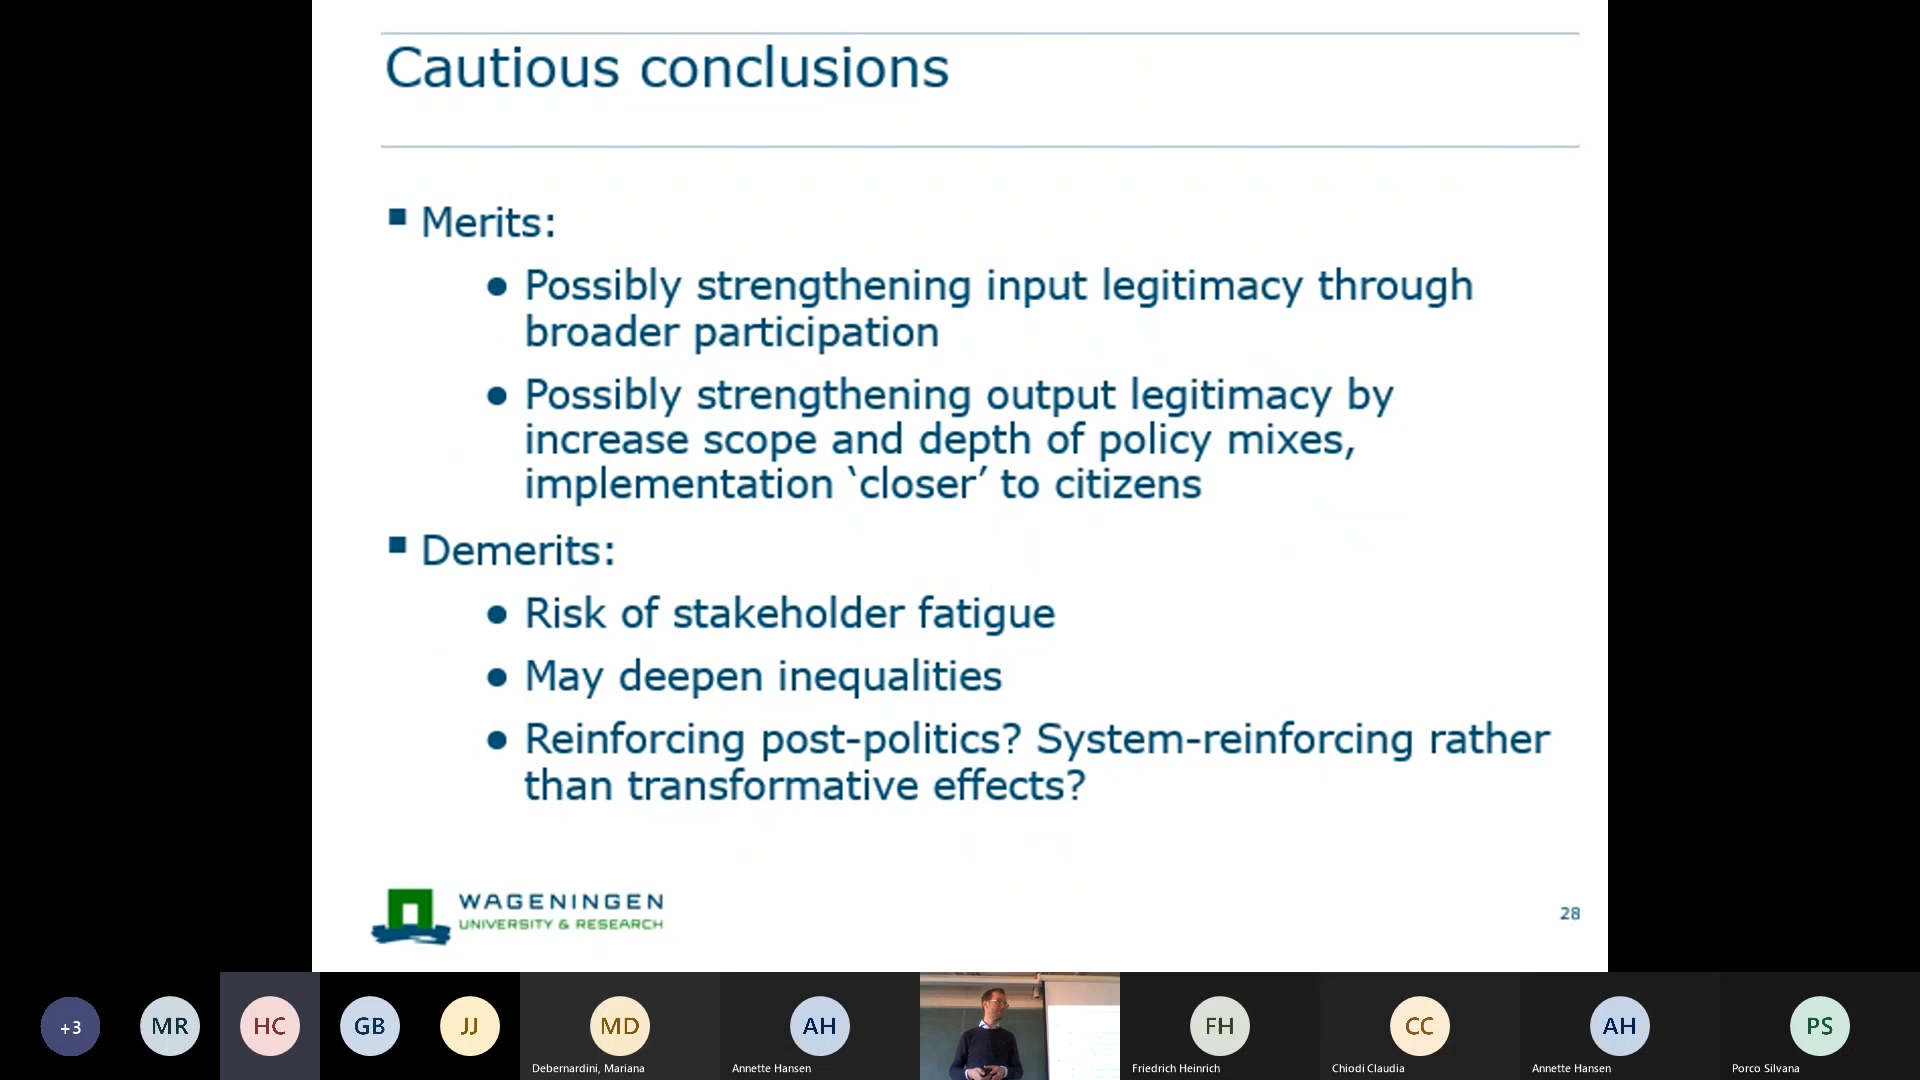 Cautious conclusions
Merits:
Possibly strengthening input legitimacy through
broader participation
Possibly strengthening output legitimacy by
increase scope and depth of policy mixes,
implementation ‘closer’ to citizens
Demerits:
Risk of stakeholder fatigue
May deepen inequalities
Reinforcing post-politics? System-reinforcing rather
than transformative effects?
WAGENINGEN
UNIVERSITY & RESEARCH
28
+3
MR
HC
GB
JJ
MD
Debernardini, Mariana
AH
Annette Hansen
FH
Friedrich Heinrich
CC
Chiodi Claudia
AH
Annette Hansen
PS
Porco Silvana